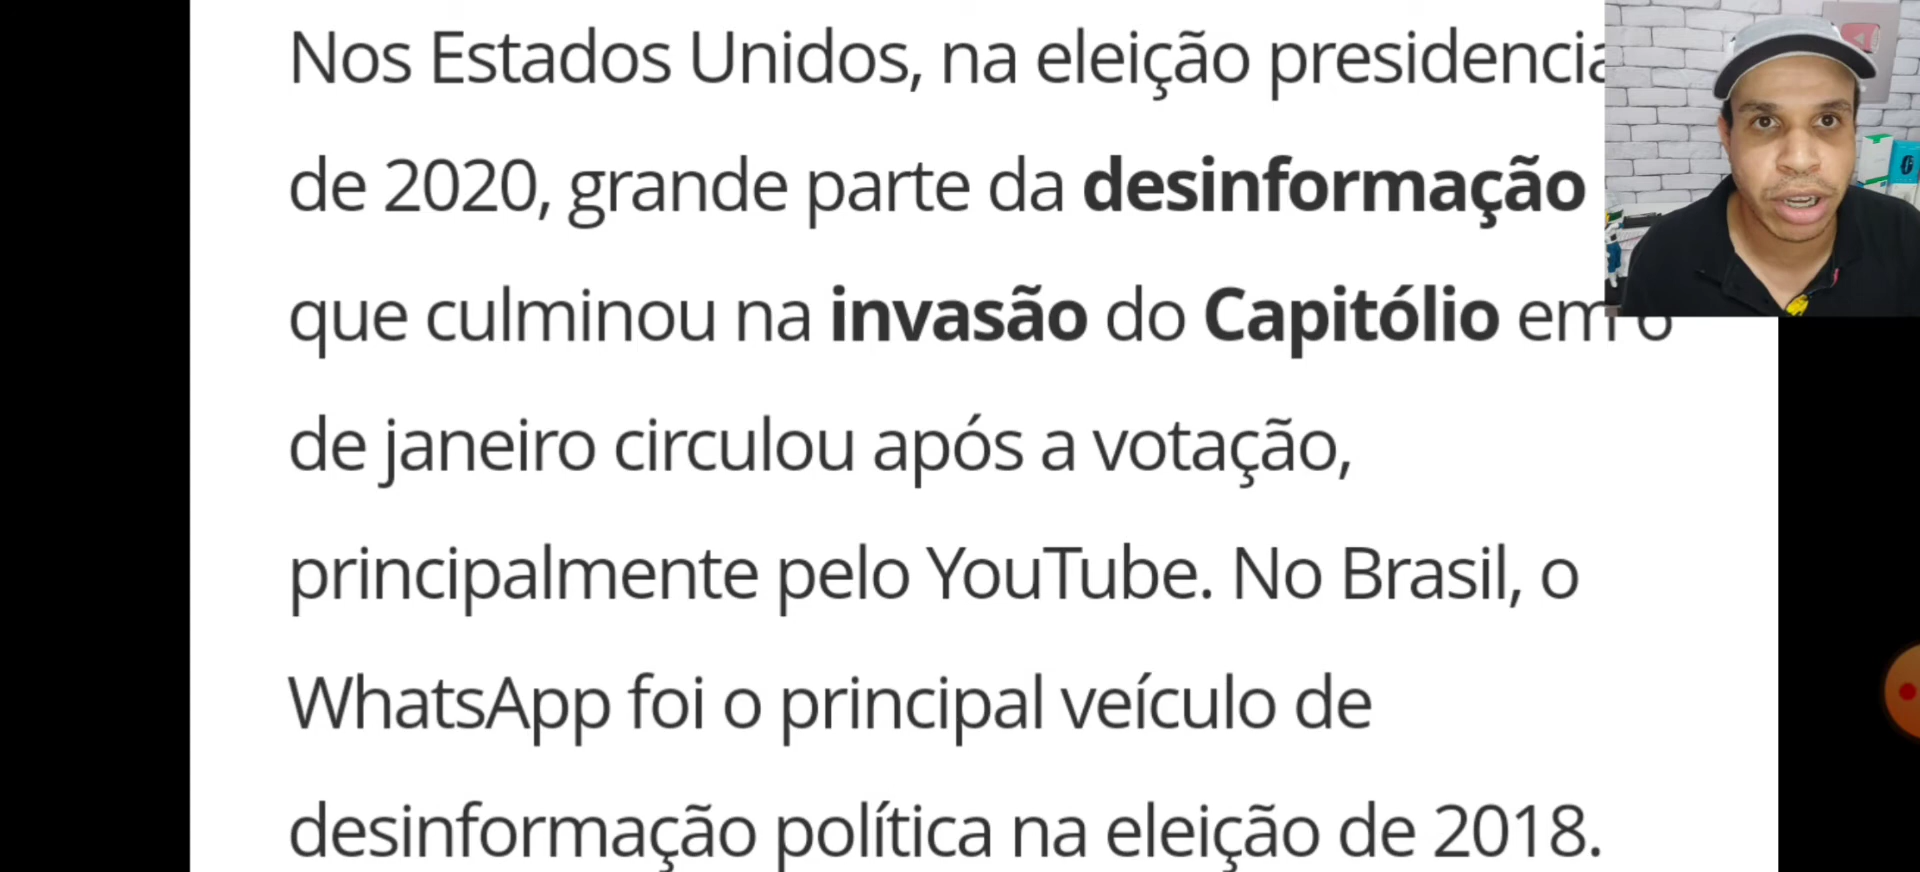 Nos Estados Unidos, na eleição presidencia
de 2020, grande parte da desinformação
que culminou na invasão do Capitólio em 6
de janeiro circulou após a votação,
principalmente pelo YouTube. No Brasil, o
WhatsApp foi o principal veículo de
desinformação política na eleição de 2018.